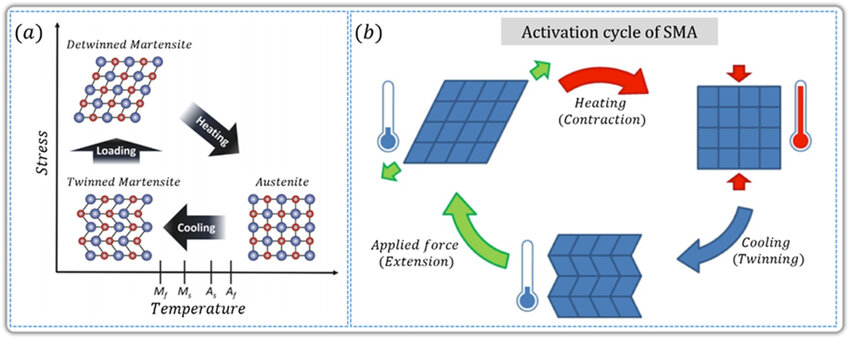 (a)
Detwinned Martensite
Heating
Loading
Stress
Twinned Martensite
Austenite
Cooling
Mf Ms As Af
Temperature
(b)
Activation cycle of SMA
Heating
(Contraction)
Applied force
(Extension)
Cooling
(Twinning)